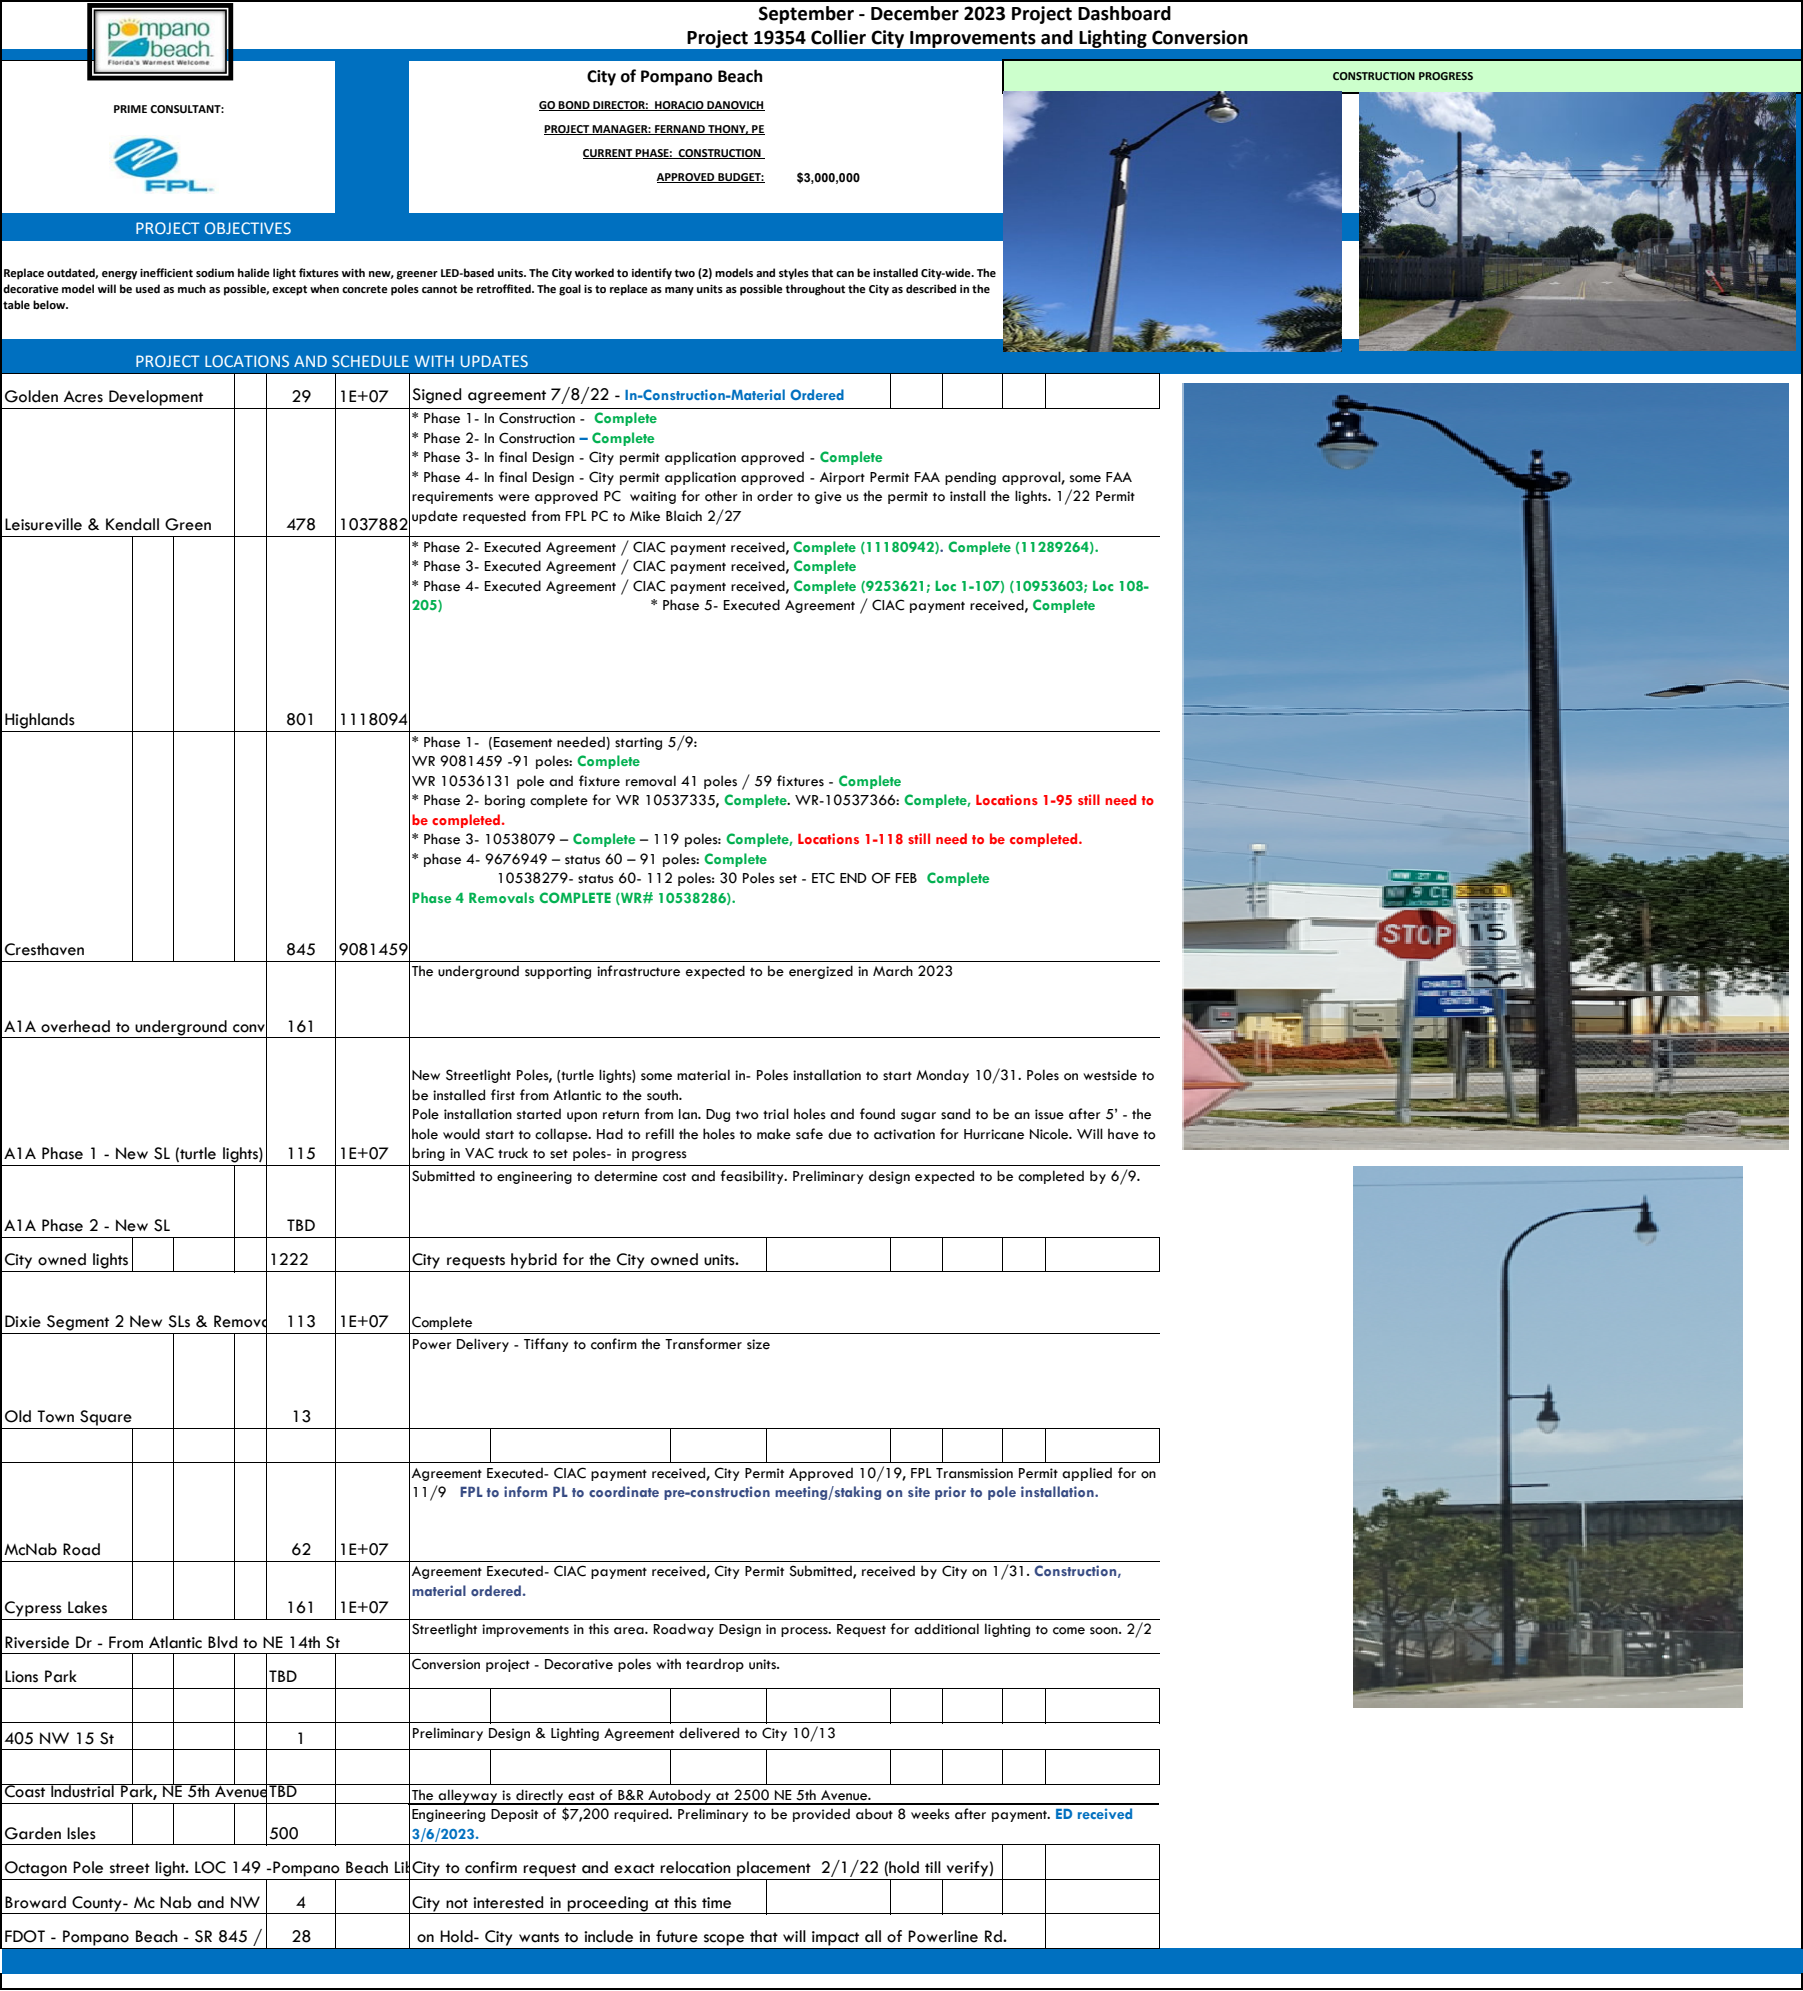 September - December 2023 Project Dashboard
Project 19354 Collier City Improvements and Lighting Conversion
pompano
beach.
Florida's Warmest Welcome
PRIME CONSULTANT:
FPL.
City of Pompano Beach
GO BOND DIRECTOR: HORACIO DANOVICH
PROJECT MANAGER: FERNAND THONY, PE
CURRENT PHASE: CONSTRUCTION
APPROVED BUDGET: $3,000,000
CONSTRUCTION PROGRESS
PROJECT OBJECTIVES
Replace outdated, energy inefficient sodium halide light fixtures with new, greener LED-based units. The City worked to identify two (2) models and styles that can be installed City-wide. The
decorative model will be used as much as possible, except when concrete poles cannot be retroffited. The goal is to replace as many units as possible throughout the City as described in the
table below.
PROJECT LOCATIONS AND SCHEDULE WITH UPDATES
Golden Acres Development 29 1E+07 Signed agreement 7/8/22 - In-Construction-Material Ordered
* Phase 1- In Construction - Complete
* Phase 2- In Construction – Complete
* Phase 3- In final Design - City permit application approved - Complete
* Phase 4- In final Design - City permit application approved - Airport Permit FAA pending approval, some FAA
requirements were approved PC waiting for other in order to give us the permit to install the lights. 1/22 Permit
update requested from FPL PC to Mike Blaich 2/27
Leisureville & Kendall Green 478 1037882
* Phase 2- Executed Agreement / CIAC payment received, Complete (11180942). Complete (11289264).
* Phase 3- Executed Agreement / CIAC payment received, Complete
* Phase 4- Executed Agreement / CIAC payment received, Complete (9253621; Loc 1-107) (10953603; Loc 108-
205) * Phase 5- Executed Agreement / CIAC payment received, Complete
Highlands 801 1118094
* Phase 1- (Easement needed) starting 5/9:
WR 9081459 -91 poles: Complete
WR 10536131 pole and fixture removal 41 poles / 59 fixtures - Complete
* Phase 2- boring complete for WR 10537335, Complete. WR-10537366: Complete, Locations 1-95 still need to
be completed.
* Phase 3- 10538079 – Complete – 119 poles: Complete, Locations 1-118 still need to be completed.
* phase 4- 9676949 – status 60 – 91 poles: Complete
10538279- status 60- 112 poles: 30 Poles set - ETC END OF FEB Complete
Phase 4 Removals COMPLETE (WR# 10538286).
Cresthaven 845 9081459
The underground supporting infrastructure expected to be energized in March 2023
A1A overhead to underground conv 161
New Streetlight Poles, (turtle lights) some material in- Poles installation to start Monday 10/31. Poles on westside to
be installed first from Atlantic to the south.
Pole installation started upon return from Ian. Dug two trial holes and found sugar sand to be an issue after 5' - the
hole would start to collapse. Had to refill the holes to make safe due to activation for Hurricane Nicole. Will have to
bring in VAC truck to set poles- in progress
A1A Phase 1 - New SL (turtle lights) 115 1E+07
Submitted to engineering to determine cost and feasibility. Preliminary design expected to be completed by 6/9.
A1A Phase 2 - New SL TBD
City owned lights 1222 City requests hybrid for the City owned units.
Dixie Segment 2 New SLs & Remova 113 1E+07 Complete
Power Delivery - Tiffany to confirm the Transformer size
Old Town Square 13
Agreement Executed- CIAC payment received, City Permit Approved 10/19, FPL Transmission Permit applied for on
11/9 FPL to inform PL to coordinate pre-construction meeting/staking on site prior to pole installation.
McNab Road 62 1E+07
Agreement Executed- CIAC payment received, City Permit Submitted, received by City on 1/31. Construction,
material ordered.
Cypress Lakes 161 1E+07
Streetlight improvements in this area. Roadway Design in process. Request for additional lighting to come soon. 2/2
Riverside Dr - From Atlantic Blvd to NE 14th St
Conversion project - Decorative poles with teardrop units.
Lions Park TBD
405 NW 15 St 1 Preliminary Design & Lighting Agreement delivered to City 10/13
Coast Industrial Park, NE 5th Avenue TBD The alleyway is directly east of B&R Autobody at 2500 NE 5th Avenue.
Engineering Deposit of $7,200 required. Preliminary to be provided about 8 weeks after payment. ED received
3/6/2023.
Garden Isles 500
Octagon Pole street light. LOC 149 -Pompano Beach Lib City to confirm request and exact relocation placement 2/1/22 (hold till verify)
Broward County- Mc Nab and NW 4 City not interested in proceeding at this time
FDOT - Pompano Beach - SR 845 / 28 on Hold- City wants to include in future scope that will impact all of Powerline Rd.
NW 27 AV
NW 9 Ct
SCHOOL
SPEED
LIMIT
15
STOP
CENTER